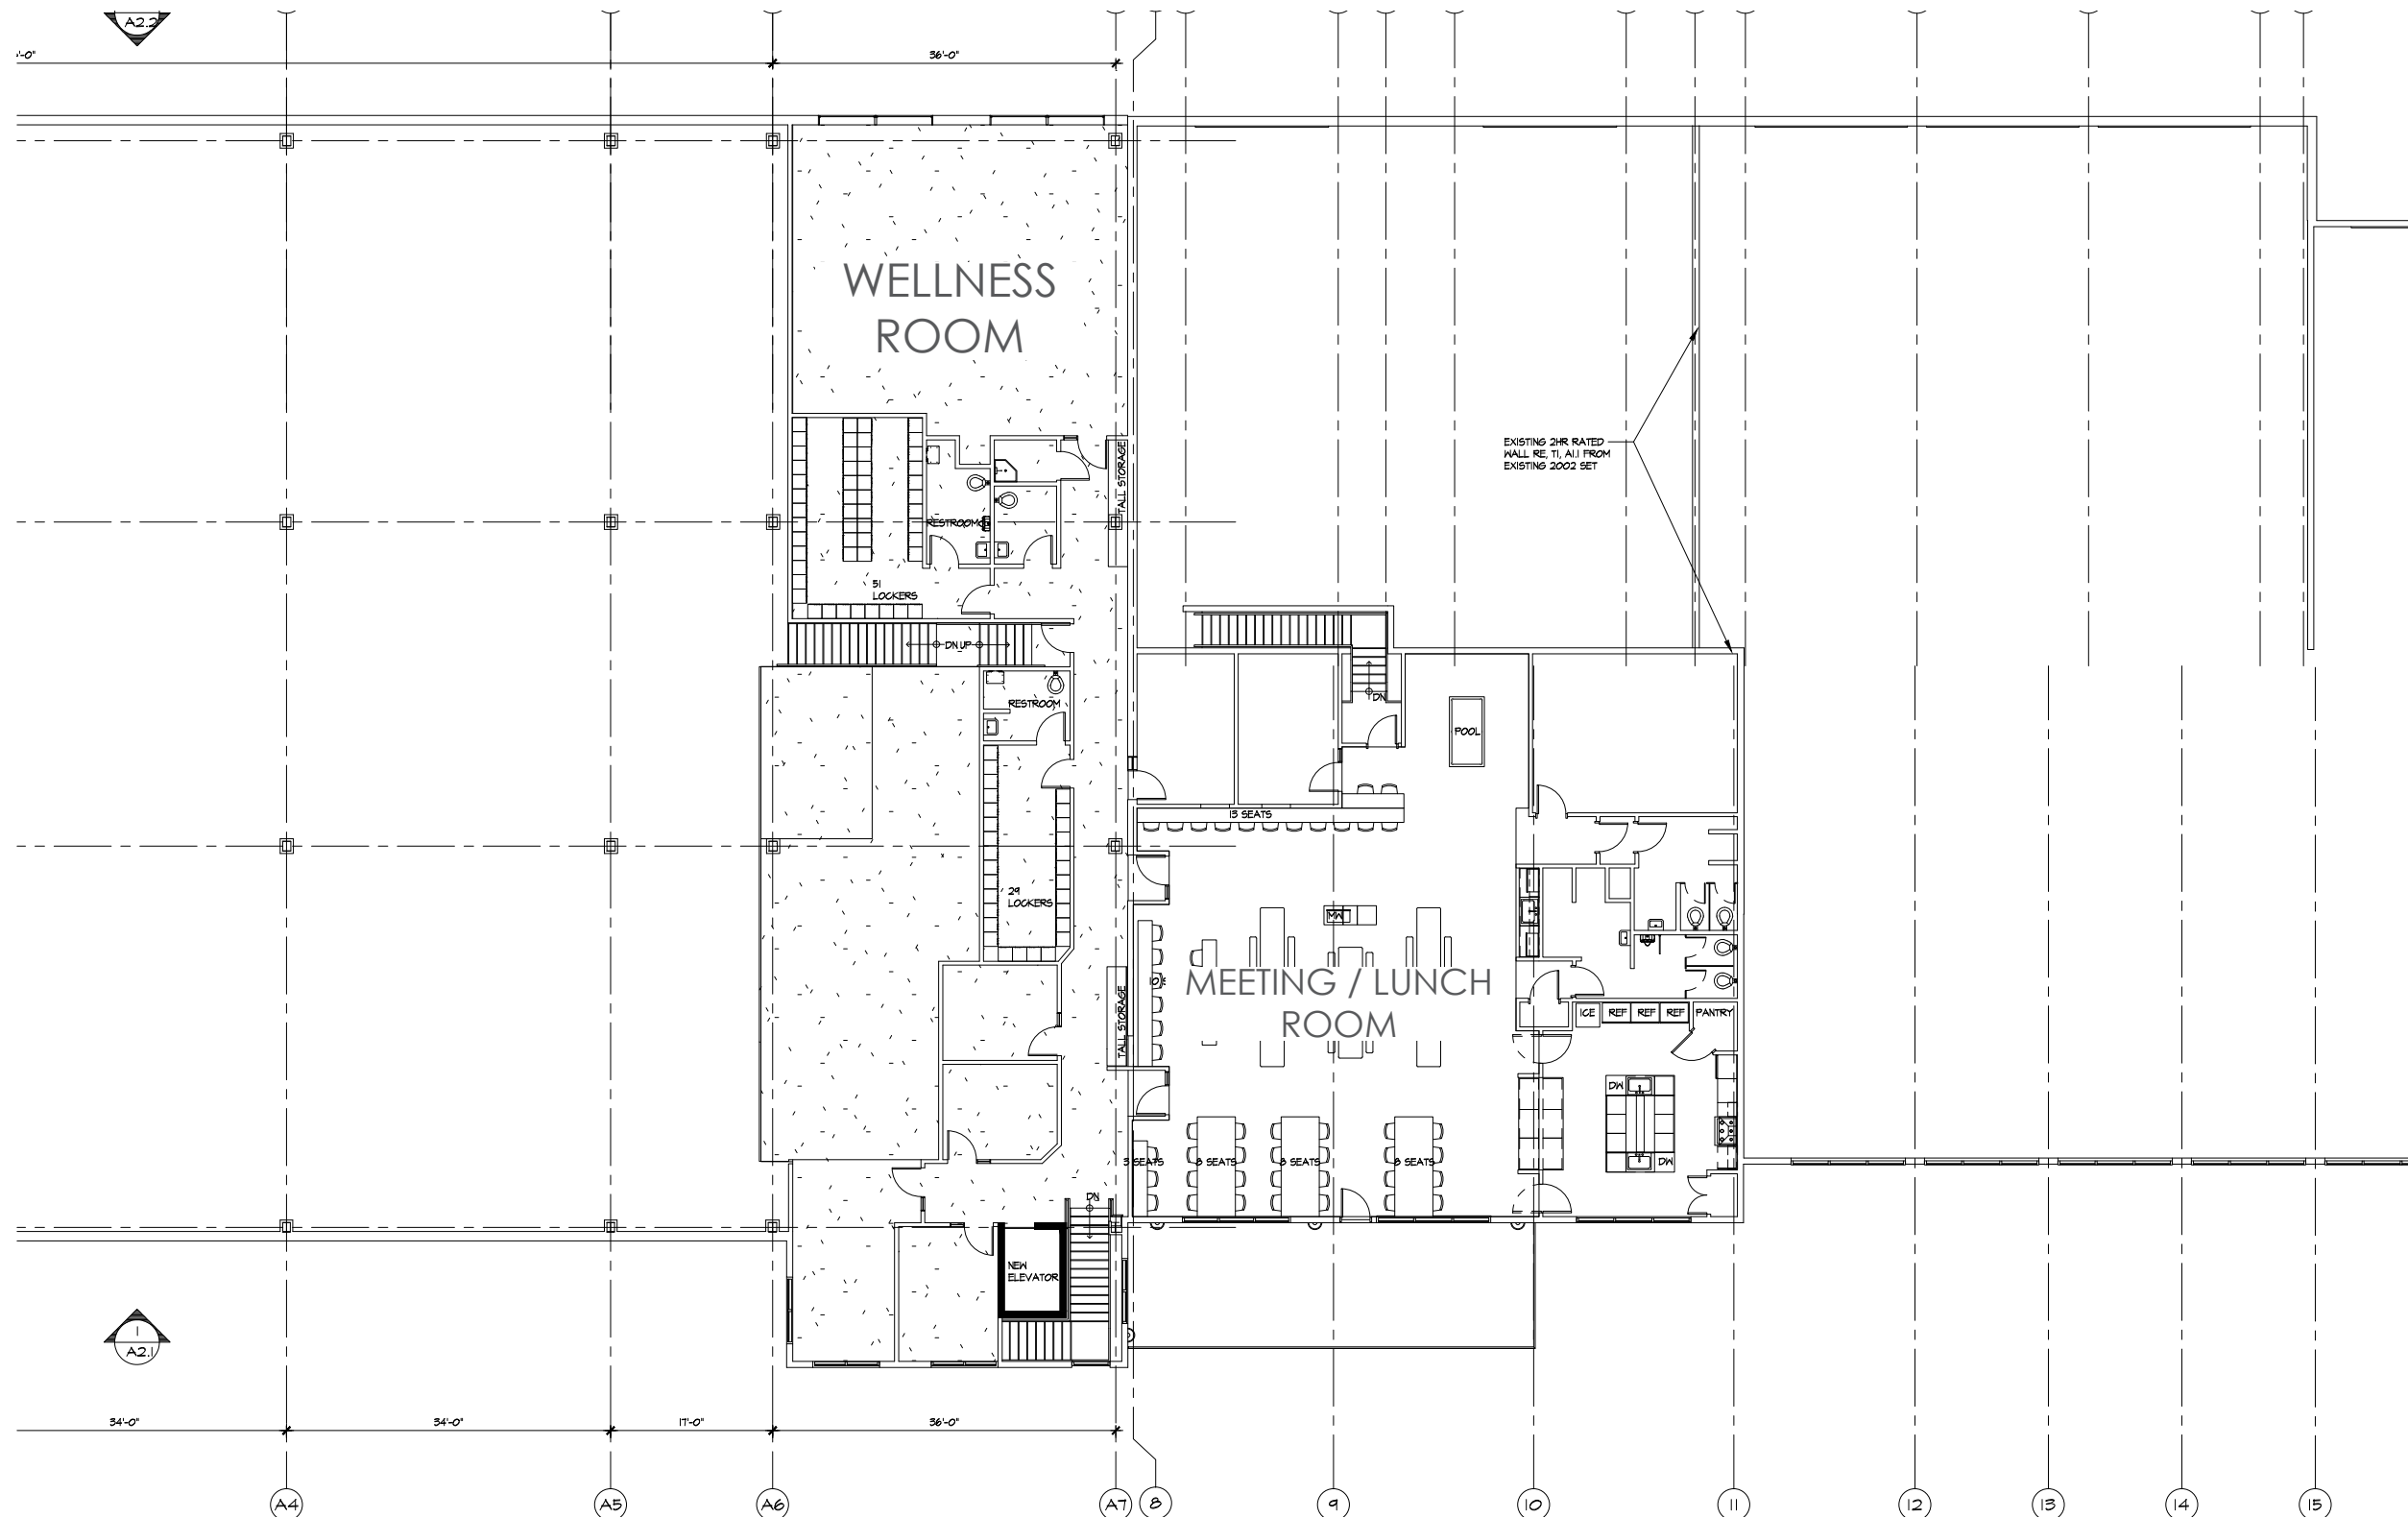 A2.2
'-0"
36'-0"
WELLNESS
ROOM
EXISTING 2HR RATED
WALL RE, T1, A1.1 FROM
EXISTING 2002 SET
TALL STORAGE
RESTROOM
51
LOCKERS
DN UP
RESTROOM
DN
POOL
13 SEATS
29
LOCKERS
MW
MEETING / LUNCH
ROOM
10
TALL STORAGE
ICE
REF
REF
REF
PANTRY
DW
DW
3 SEATS
8 SEATS
8 SEATS
8 SEATS
DN
NEW
ELEVATOR
1
A2.1
34'-0"
34'-0"
17'-0"
36'-0"
A4
A5
A6
A7
8
9
10
11
12
13
14
15